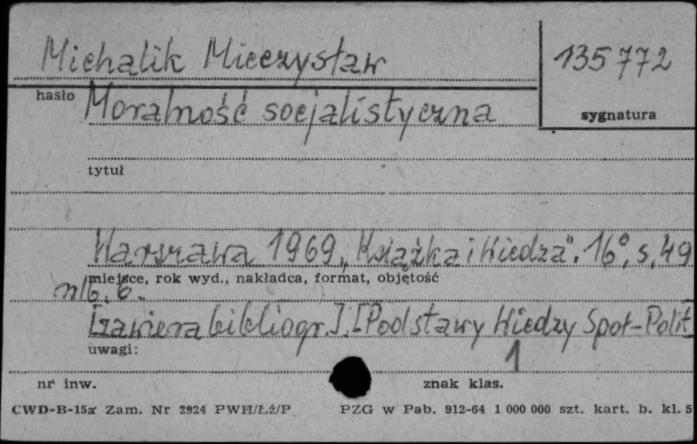 Michalik Mieczysław
135772
hasło
Moralność socjalistyczna
sygnatura
tytuł
Warszawa 1969 „Książka i Wiedza". 16°, s. 49
miejsce, rok wyd., nakładca, format, objętość
nlb. 6.
[zawiera bibliogr.]. [Podstawy Wiedzy Społ-Polit
uwagi:
1
nr inw.
znak klas.
CWD-B-15x Zam. Nr 2924 PWH/ŁŻ/P PZG w Pab. 912-64 1 000 000 szt. kart. b. kl. 5